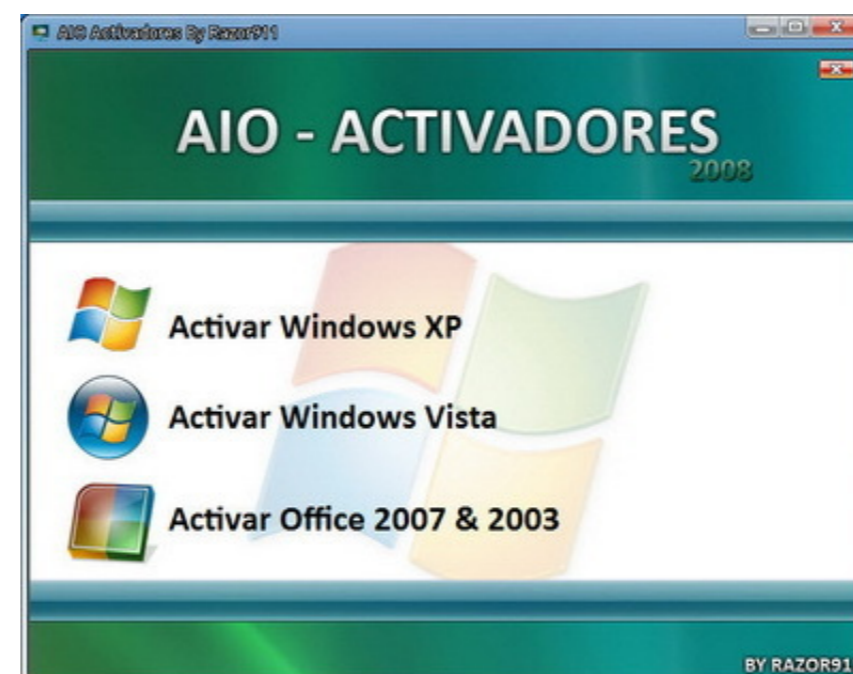 AIO Activadores By Razor911
AIO - ACTIVADORES
2008
Activar Windows XP
Activar Windows Vista
Activar Office 2007 & 2003
BY RAZOR91